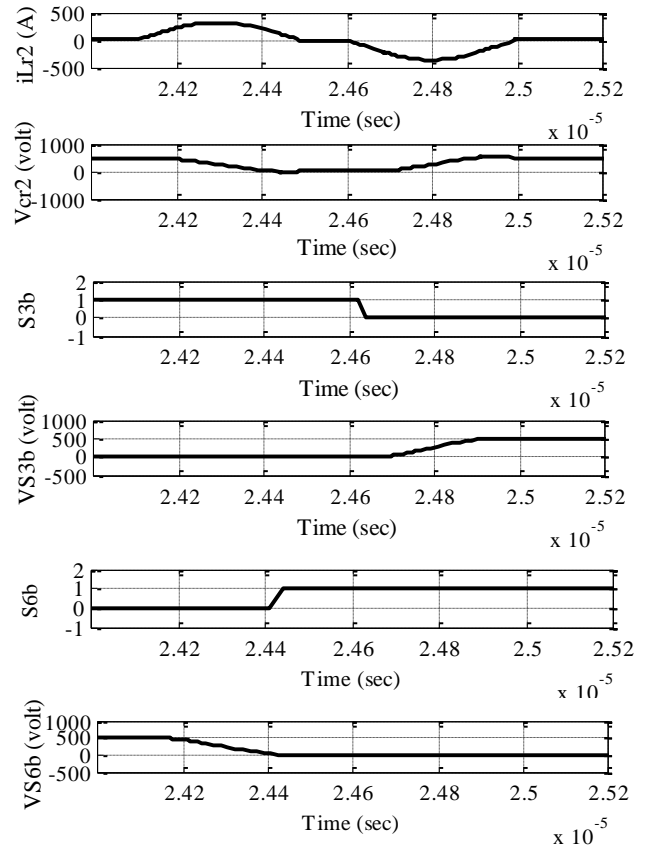 500
0
-500
iLr2 (A)
2.42 2.44 2.46 2.48 2.5 2.52
Time (sec)
x 10-5
1000
0
-1000
Vcr2 (volt)
2.42 2.44 2.46 2.48 2.5 2.52
Time (sec)
x 10-5
2
1
0
-1
S3b
2.42 2.44 2.46 2.48 2.5 2.52
Time (sec)
x 10-5
1000
500
0
-500
VS3b (volt)
2.42 2.44 2.46 2.48 2.5 2.52
Time (sec)
x 10-5
2
1
0
-1
S6b
2.42 2.44 2.46 2.48 2.5 2.52
Time (sec)
x 10-5
1000
500
0
-500
VS6b (volt)
2.42 2.44 2.46 2.48 2.5 2.52
Time (sec)
x 10-5